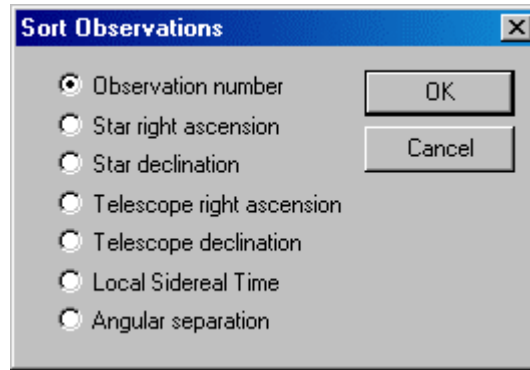 Sort Observations
Observation number
Star right ascension
Star declination
Telescope right ascension
Telescope declination
Local Sidereal Time
Angular separation
OK
Cancel